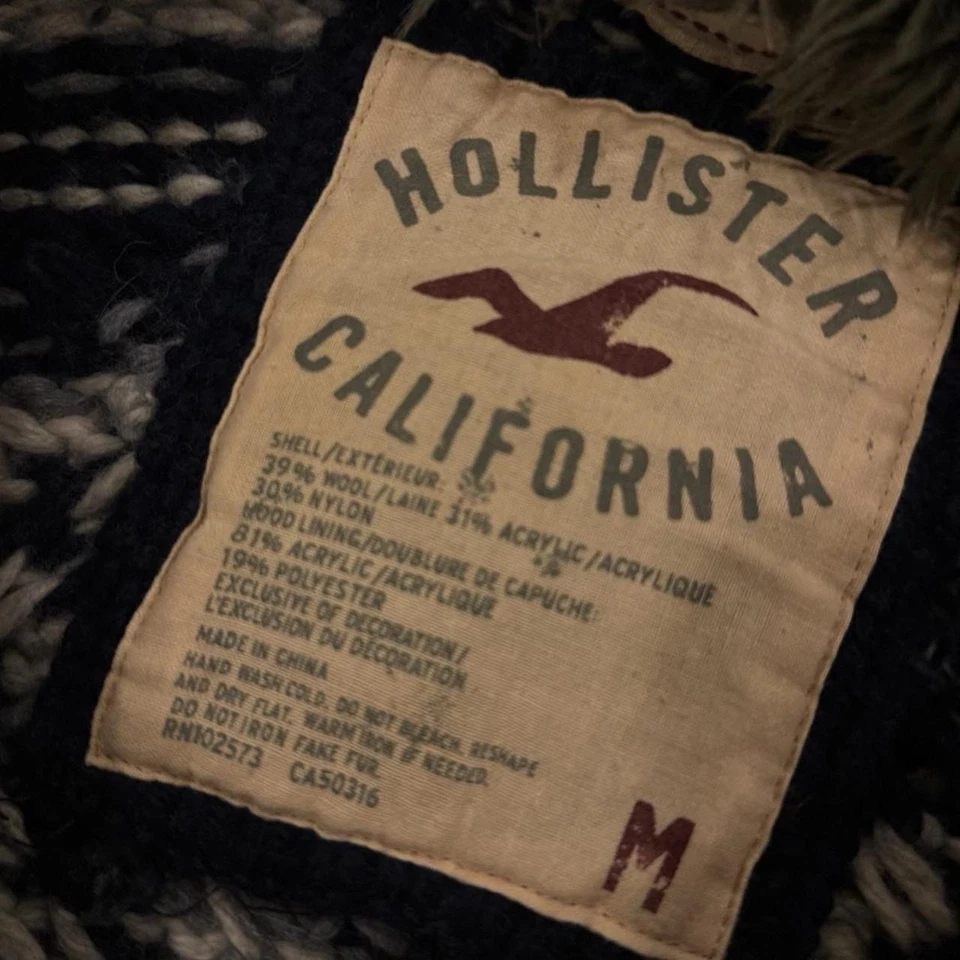 HOLLISTER
CALIFORNIA
SHELL/EXTÉRIEUR:
39% WOOL/LAINE 31% ACRYLIC/ACRYLIQUE
30% NYLON
HOOD LINING/DOUBLURE DE CAPUCHE:
81% ACRYLIC/ACRYLIQUE
19% POLYESTER
EXCLUSIVE OF DECORATION/
L'EXCLUSION DU DÉCORATION
MADE IN CHINA
HAND WASH COLD. DO NOT BLEACH. RESHAPE
AND DRY FLAT. WARM IRON IF NEEDED.
DO NOT IRON FAKE FUR.
RN102573 CA50316
M